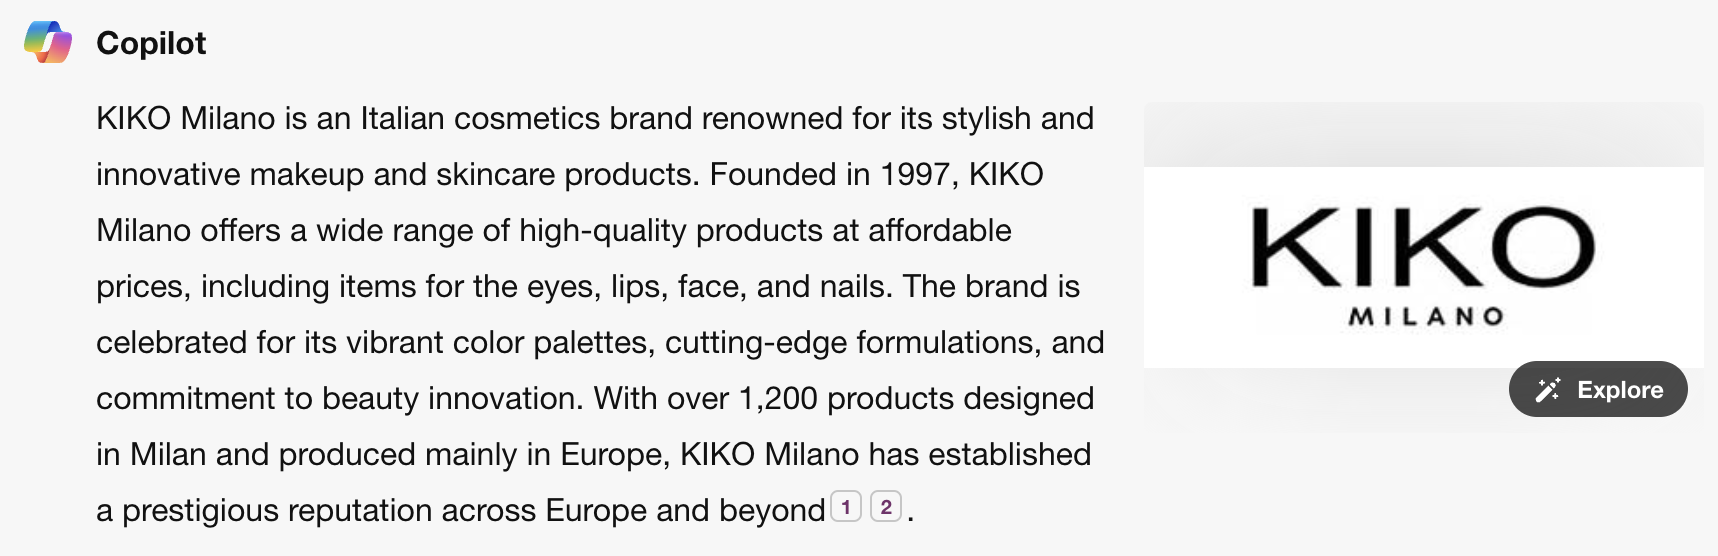 Copilot
KIKO Milano is an Italian cosmetics brand renowned for its stylish and
innovative makeup and skincare products. Founded in 1997, KIKO
Milano offers a wide range of high-quality products at affordable
prices, including items for the eyes, lips, face, and nails. The brand is
celebrated for its vibrant color palettes, cutting-edge formulations, and
commitment to beauty innovation. With over 1,200 products designed
in Milan and produced mainly in Europe, KIKO Milano has established
a prestigious reputation across Europe and beyond 1 2 .
KIKO
MILANO
Explore